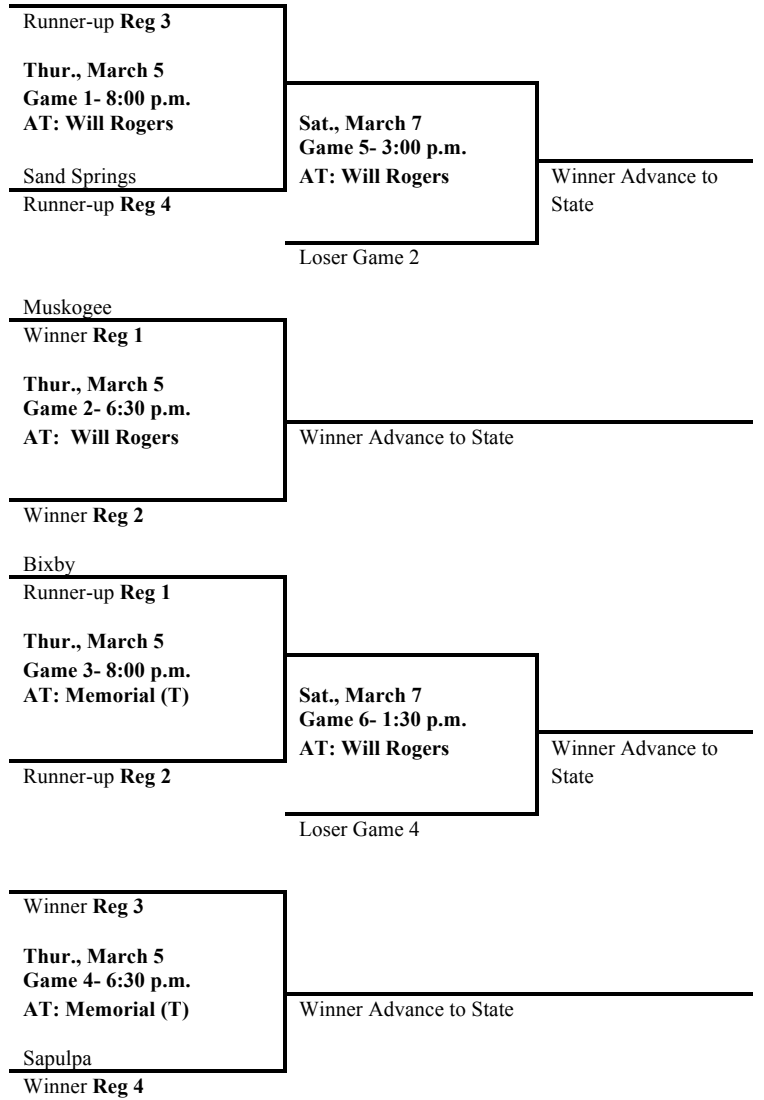 Runner-up Reg 3
Thur., March 5
Game 1- 8:00 p.m.
AT: Will Rogers
Sand Springs
Runner-up Reg 4
Sat., March 7
Game 5- 3:00 p.m.
AT: Will Rogers
Loser Game 2
Winner Advance to
State
Muskogee
Winner Reg 1
Thur., March 5
Game 2- 6:30 p.m.
AT: Will Rogers
Winner Reg 2
Winner Advance to State
Bixby
Runner-up Reg 1
Thur., March 5
Game 3- 8:00 p.m.
AT: Memorial (T)
Runner-up Reg 2
Sat., March 7
Game 6- 1:30 p.m.
AT: Will Rogers
Loser Game 4
Winner Advance to
State
Winner Reg 3
Thur., March 5
Game 4- 6:30 p.m.
AT: Memorial (T)
Sapulpa
Winner Reg 4
Winner Advance to State